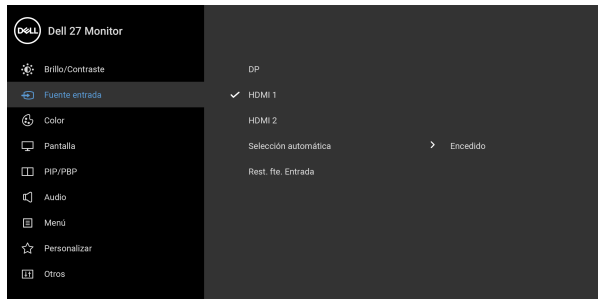 DELL
Dell 27 Monitor
Brillo/Contraste
DP
Fuente entrada
HDMI 1
Color
HDMI 2
Pantalla
Selección automática
Encedido
PIP/PBP
Rest. fte. Entrada
Audio
Menú
Personalizar
Otros